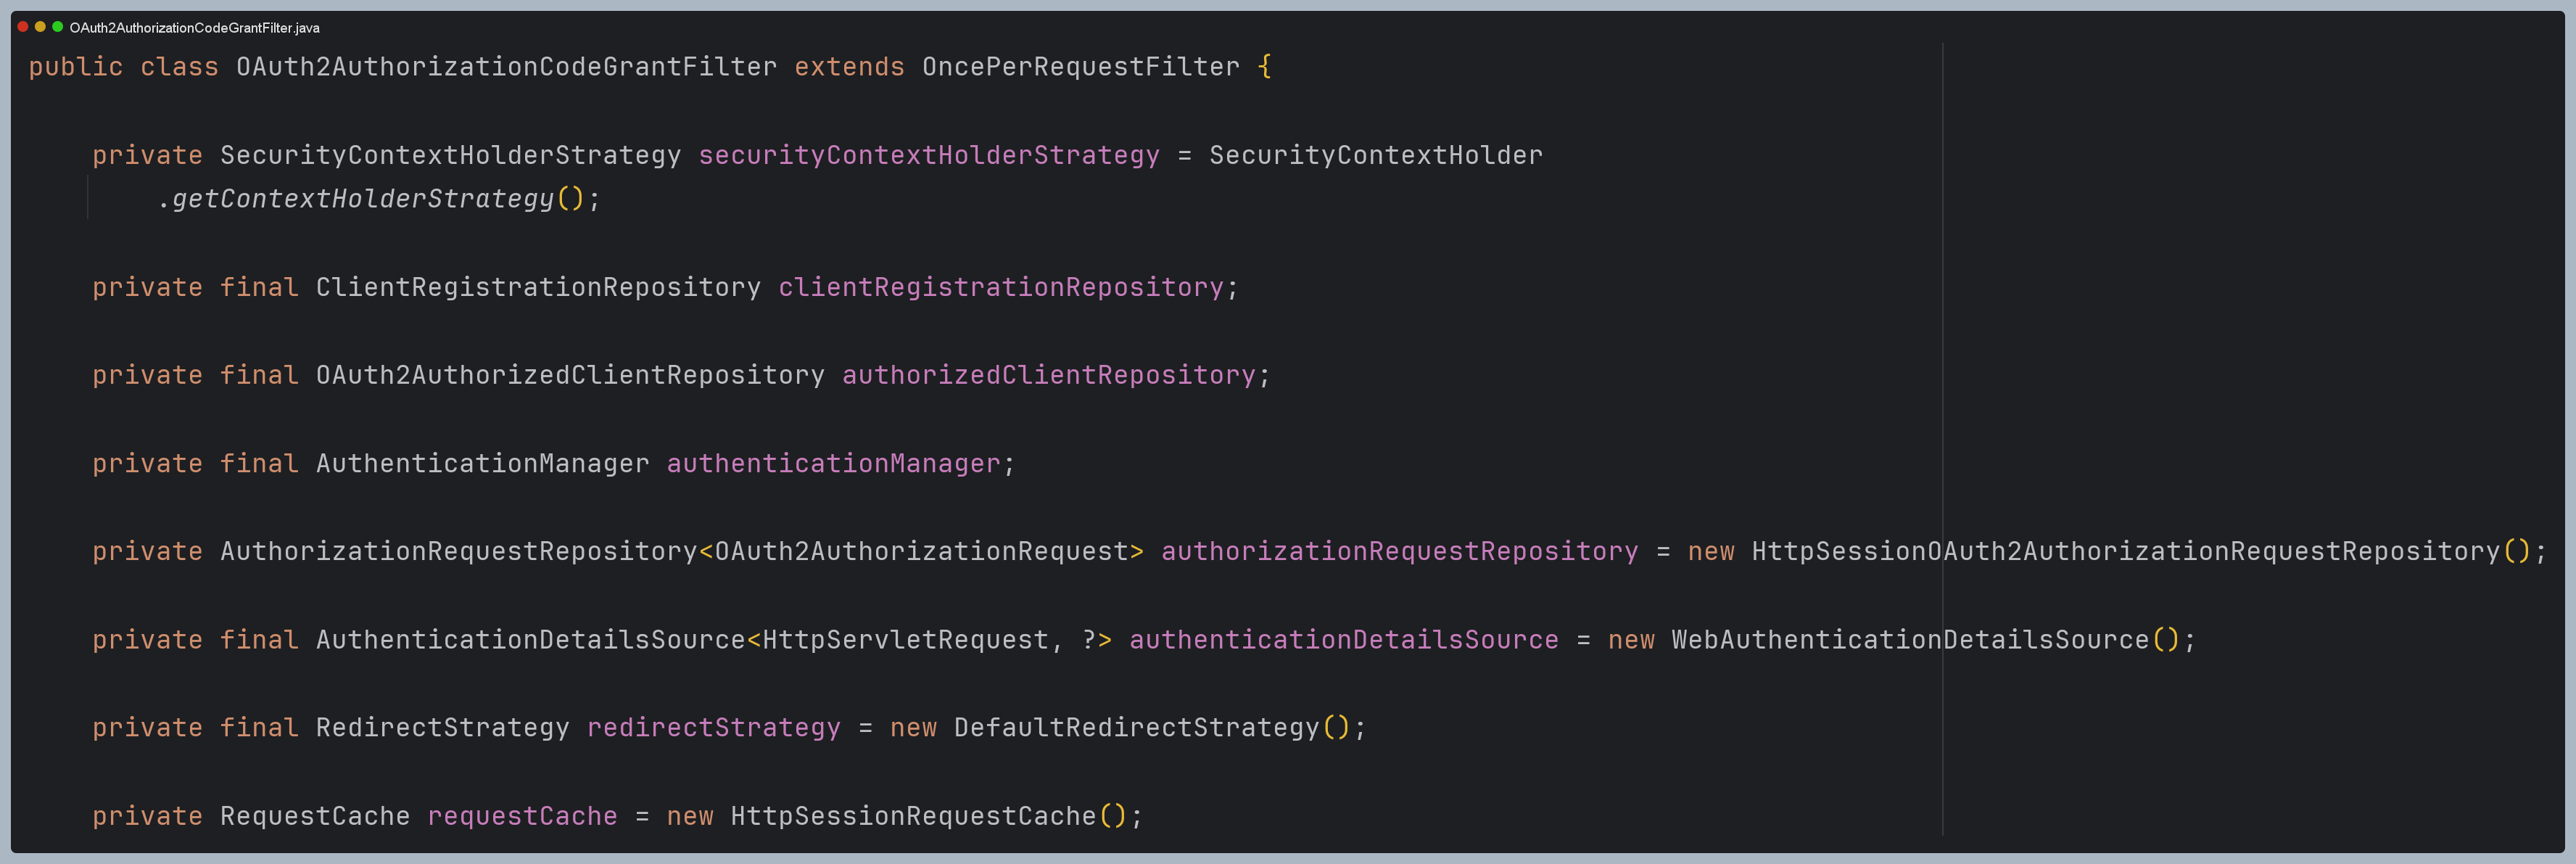 OAuth2AuthorizationCodeGrantFilter.java
public class OAuth2AuthorizationCodeGrantFilter extends OncePerRequestFilter {
private SecurityContextHolderStrategy securityContextHolderStrategy = SecurityContextHolder
.getContextHolderStrategy();
private final ClientRegistrationRepository clientRegistrationRepository;
private final OAuth2AuthorizedClientRepository authorizedClientRepository;
private final AuthenticationManager authenticationManager;
private AuthorizationRequestRepository<OAuth2AuthorizationRequest> authorizationRequestRepository = new HttpSessionOAuth2AuthorizationRequestRepository();
private final AuthenticationDetailsSource<HttpServletRequest, ?> authenticationDetailsSource = new WebAuthenticationDetailsSource();
private final RedirectStrategy redirectStrategy = new DefaultRedirectStrategy();
private RequestCache requestCache = new HttpSessionRequestCache();